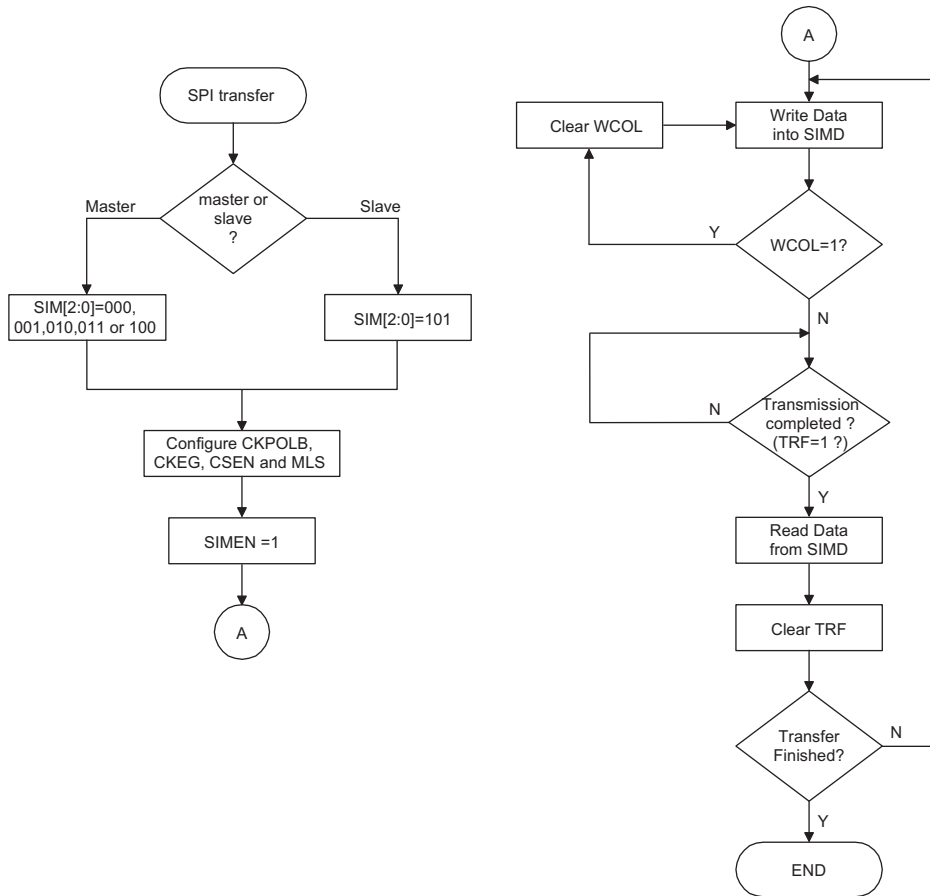 SPI transfer
master or
slave
?
Master
Slave
SIM[2:0]=000,
001,010,011 or 100
SIM[2:0]=101
Configure CKPOLB,
CKEG, CSEN and MLS
SIMEN =1
A
A
Write Data
into SIMD
Clear WCOL
Y
WCOL=1?
N
N
Transmission
completed ?
(TRF=1 ?)
Y
Read Data
from SIMD
Clear TRF
Transfer
Finished?
N
Y
END